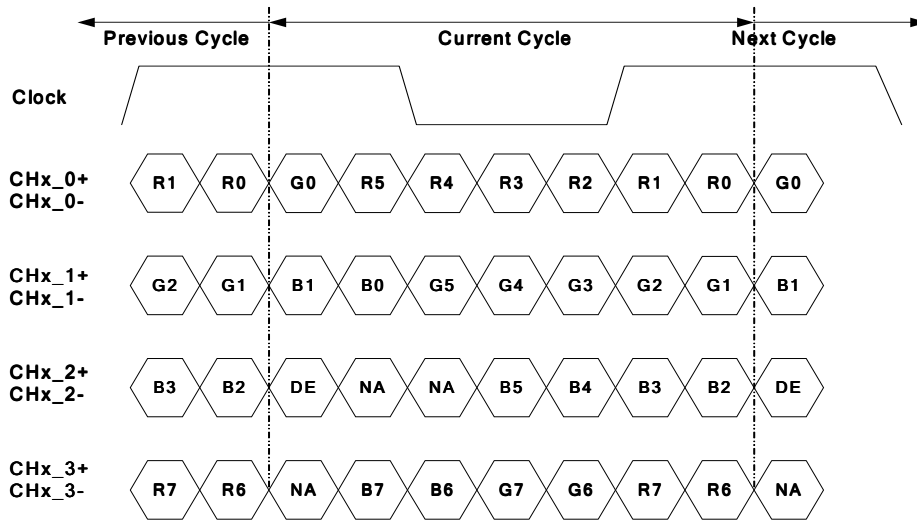 Previous Cycle Current Cycle Next Cycle
Clock
CHx_0+
CHx_0-
R1 R0 G0 R5 R4 R3 R2 R1 R0 G0
CHx_1+
CHx_1-
G2 G1 B1 B0 G5 G4 G3 G2 G1 B1
CHx_2+
CHx_2-
B3 B2 DE NA NA B5 B4 B3 B2 DE
CHx_3+
CHx_3-
R7 R6 NA B7 B6 G7 G6 R7 R6 NA